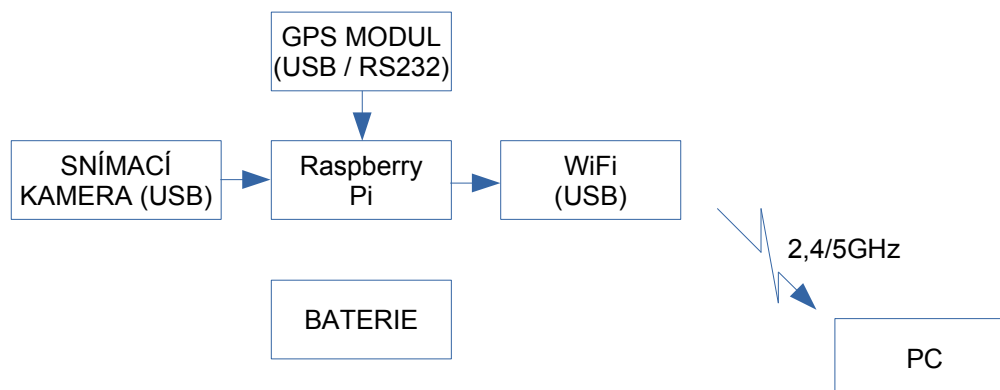 GPS MODUL
(USB / RS232)
SNÍMACÍ
KAMERA (USB)
Raspberry
Pi
WiFi
(USB)
2,4/5GHz
BATERIE
PC